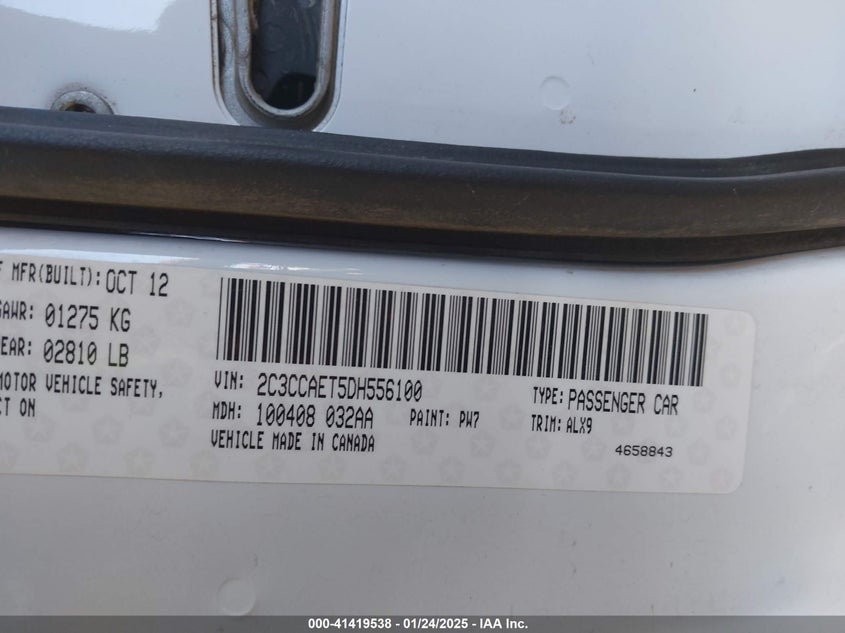 MFR(BUILT): OCT 12
GAWR: 01275 KG
EAR: 02810 LB
MOTOR VEHICLE SAFETY,
CT ON
VIN: 2C3CCAET5DH556100
TYPE: PASSENGER CAR
MDH: 100408 032AA PAINT: PW7
TRIM: ALX9
VEHICLE MADE IN CANADA
4658843
000-41419538 - 01/24/2025 - IAA Inc.